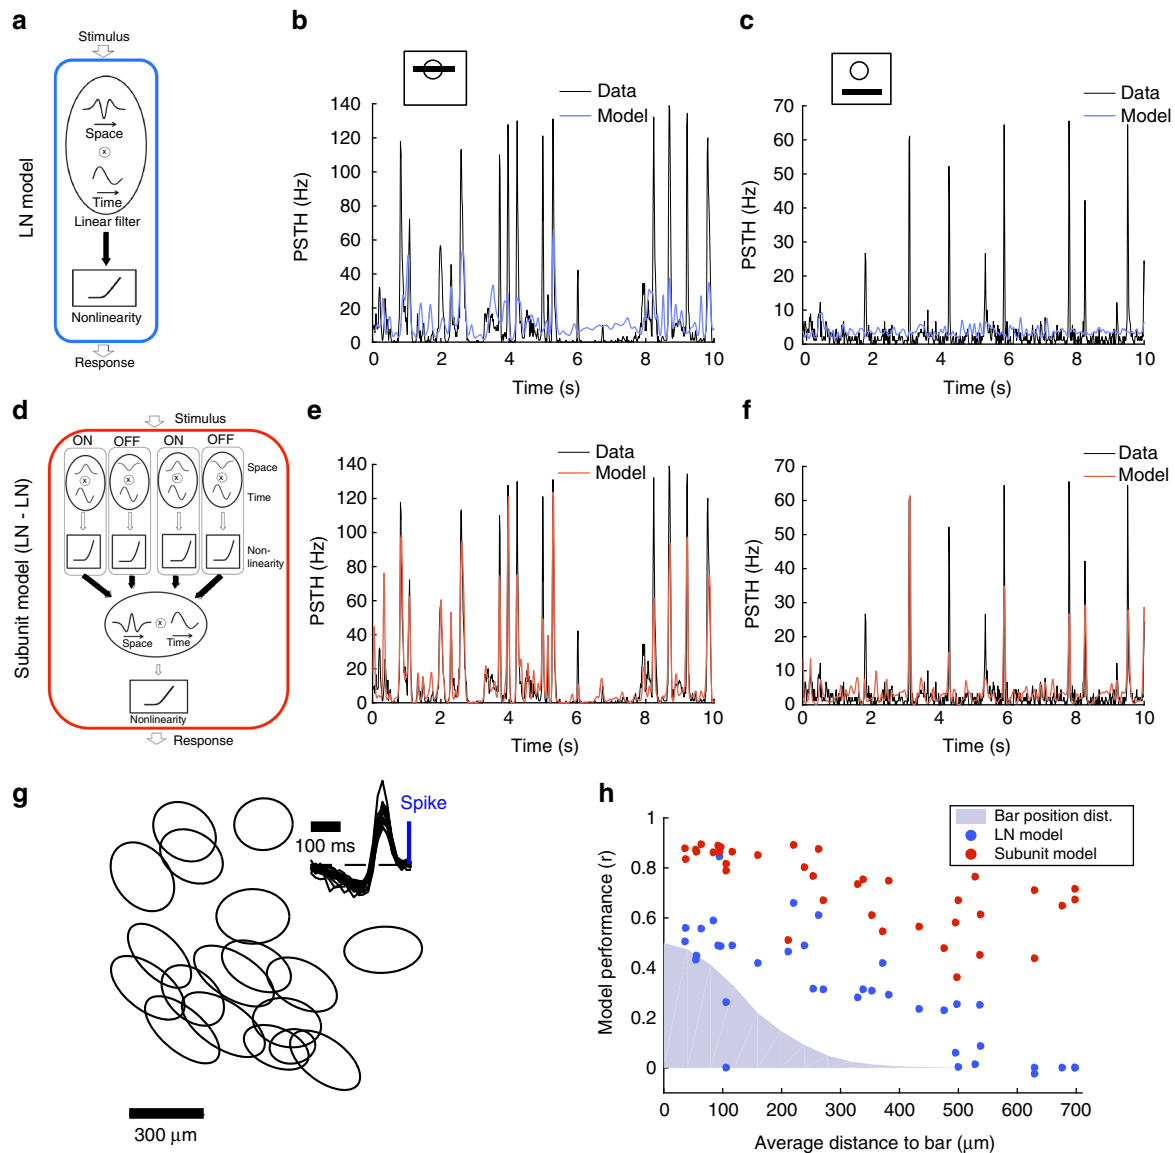 a
Stimulus
LN model
Space
x
Time
Linear filter
Nonlinearity
Response
b
Data
Model
PSTH (Hz)
140
120
100
80
60
40
20
0
0 2 4 6 8 10
Time (s)
c
Data
Model
PSTH (Hz)
70
60
50
40
30
20
10
0
0 2 4 6 8 10
Time (s)
d
Stimulus
Subunit model (LN - LN)
ON OFF ON OFF
Space
x x x x
Time
Non-
linearity
x
Space Time
Nonlinearity
Response
e
Data
Model
PSTH (Hz)
140
120
100
80
60
40
20
0
0 2 4 6 8 10
Time (s)
f
Data
Model
PSTH (Hz)
70
60
50
40
30
20
10
0
0 2 4 6 8 10
Time (s)
g
Spike
100 ms
300 μm
h
Bar position dist.
LN model
Subunit model
Model performance (r)
1
0.8
0.6
0.4
0.2
0
0 100 200 300 400 500 600 700
Average distance to bar (μm)